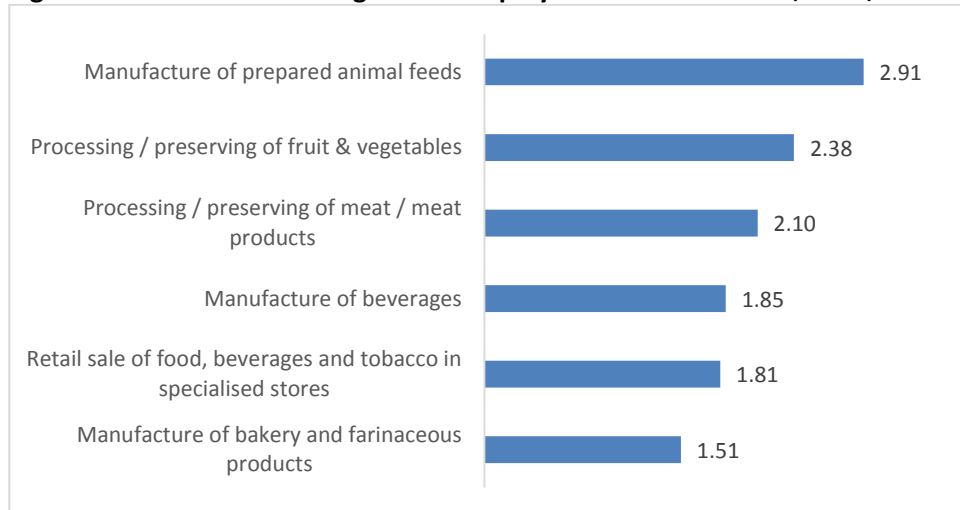 Manufacture of prepared animal feeds
2.91
Processing / preserving of fruit & vegetables
2.38
Processing / preserving of meat / meat
products
2.10
Manufacture of beverages
1.85
Retail sale of food, beverages and tobacco in
specialised stores
1.81
Manufacture of bakery and farinaceous
products
1.51